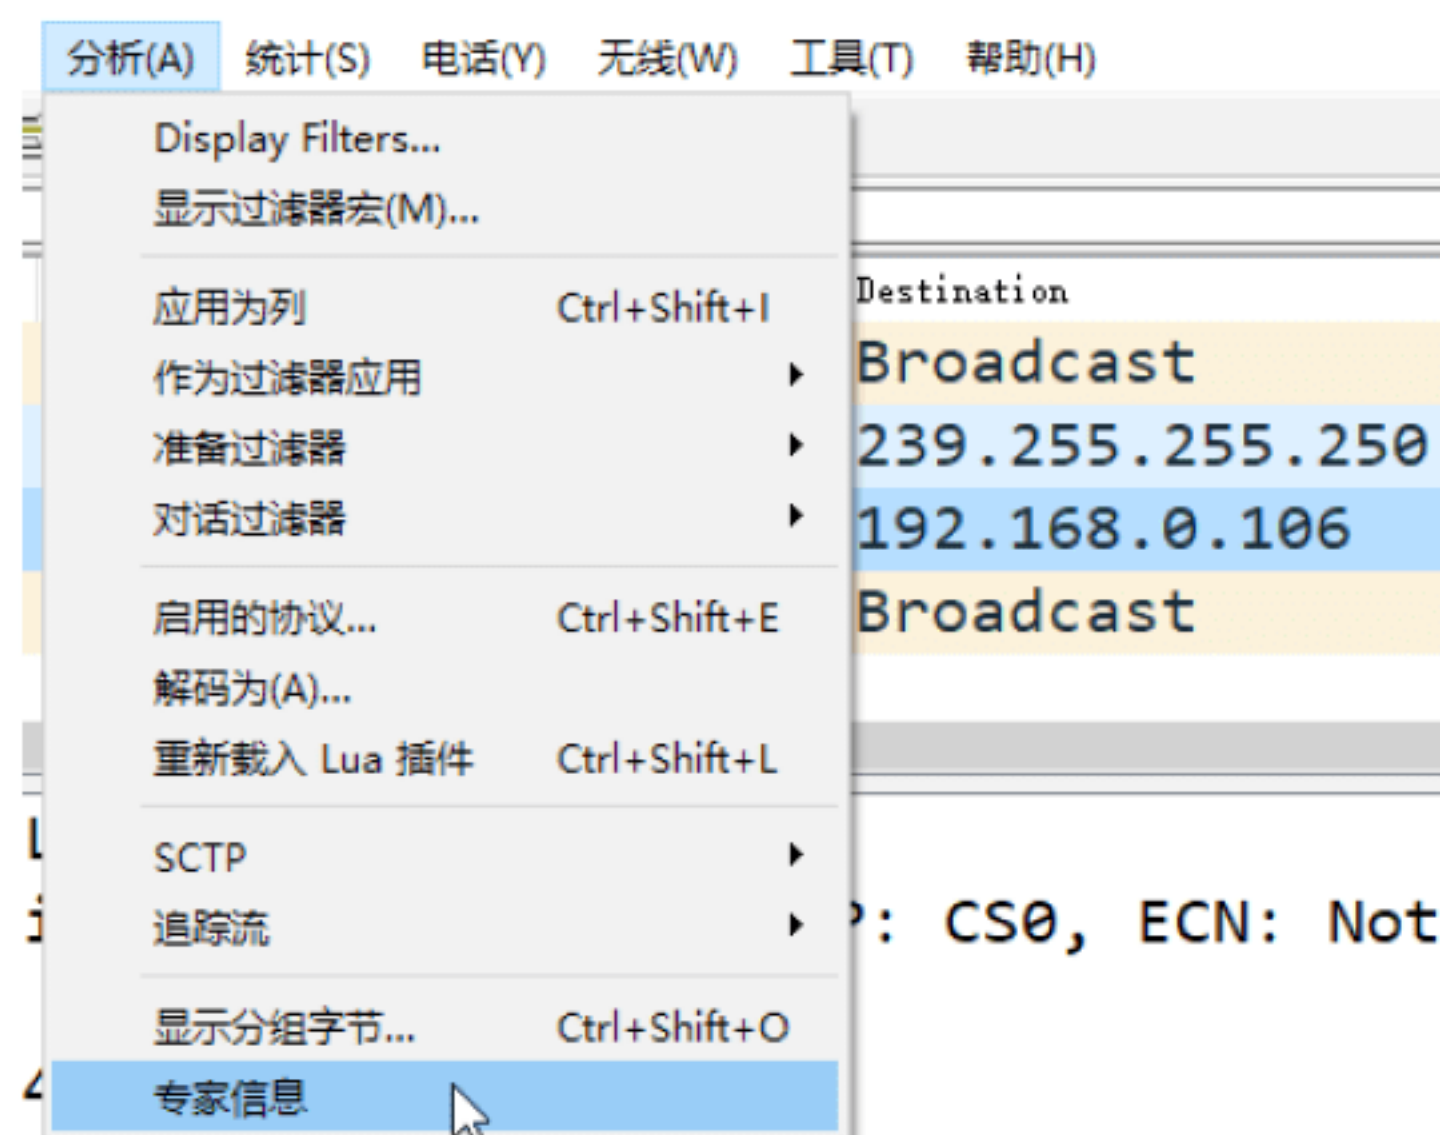 分析(A) 统计(S) 电话(Y) 无线(W) 工具(T) 帮助(H)
Display Filters...
显示过滤器宏(M)...
应用为列 Ctrl+Shift+I
作为过滤器应用
准备过滤器
对话过滤器
启用的协议... Ctrl+Shift+E
解码为(A)...
重新载入 Lua 插件 Ctrl+Shift+L
SCTP
追踪流
显示分组字节... Ctrl+Shift+O
专家信息
Destination
Broadcast
239.255.255.250
192.168.0.106
Broadcast
: CS0, ECN: Not